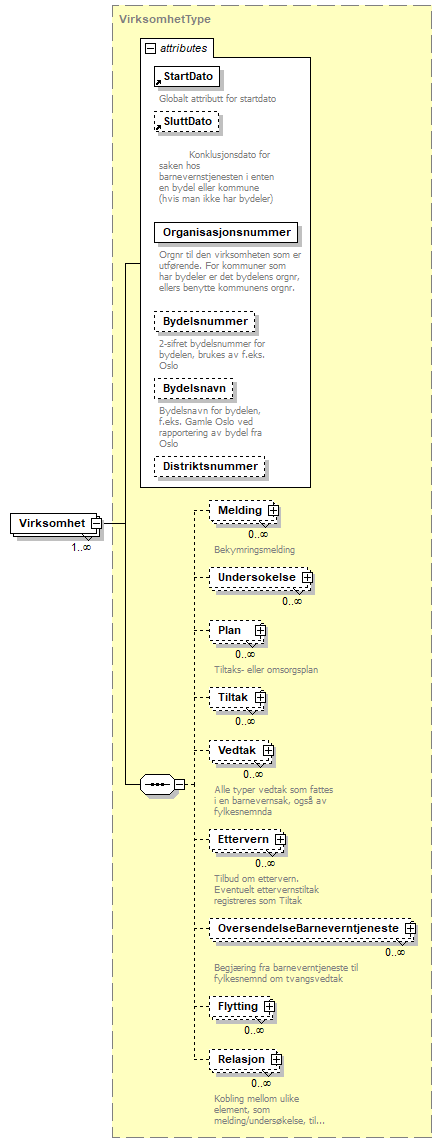 VirksomhetType
attributes
StartDato
Globalt attributt for startdato
SluttDato
Konklusjonsdato for
saken hos
barnevernstjenesten i enten
en bydel eller kommune
(hvis man ikke har bydeler)
Organisasjonsnummer
Orgnr til den virksomheten som er
utførende. For kommuner som
har bydeler er det bydelens orgnr,
ellers benytte kommunens orgnr.
Bydelsnummer
2-sifret bydelsnummer for
bydelen, brukes av f.eks.
Oslo
Bydelsnavn
Bydelsnavn for bydelen,
f.eks. Gamle Oslo ved
rapportering av bydel fra
Oslo
Distriktsnummer
Virksomhet
1..∞
Melding
0..∞
Bekymringsmelding
Undersokelse
0..∞
Plan
0..∞
Tiltaks- eller omsorgsplan
Tiltak
0..∞
Vedtak
0..∞
Alle typer vedtak som fattes
i en barnevernsak, også av
fylkesnemnda
Ettervern
0..∞
Tilbud om ettervern.
Eventuelt ettervernstiltak
registreres som Tiltak
OversendelseBarneverntjeneste
0..∞
Begjæring fra barneverntjeneste til
fylkesnemnd om tvangsvedtak
Flytting
0..∞
Relasjon
0..∞
Kobling mellom ulike
element, som
melding/undersøkelse, til...